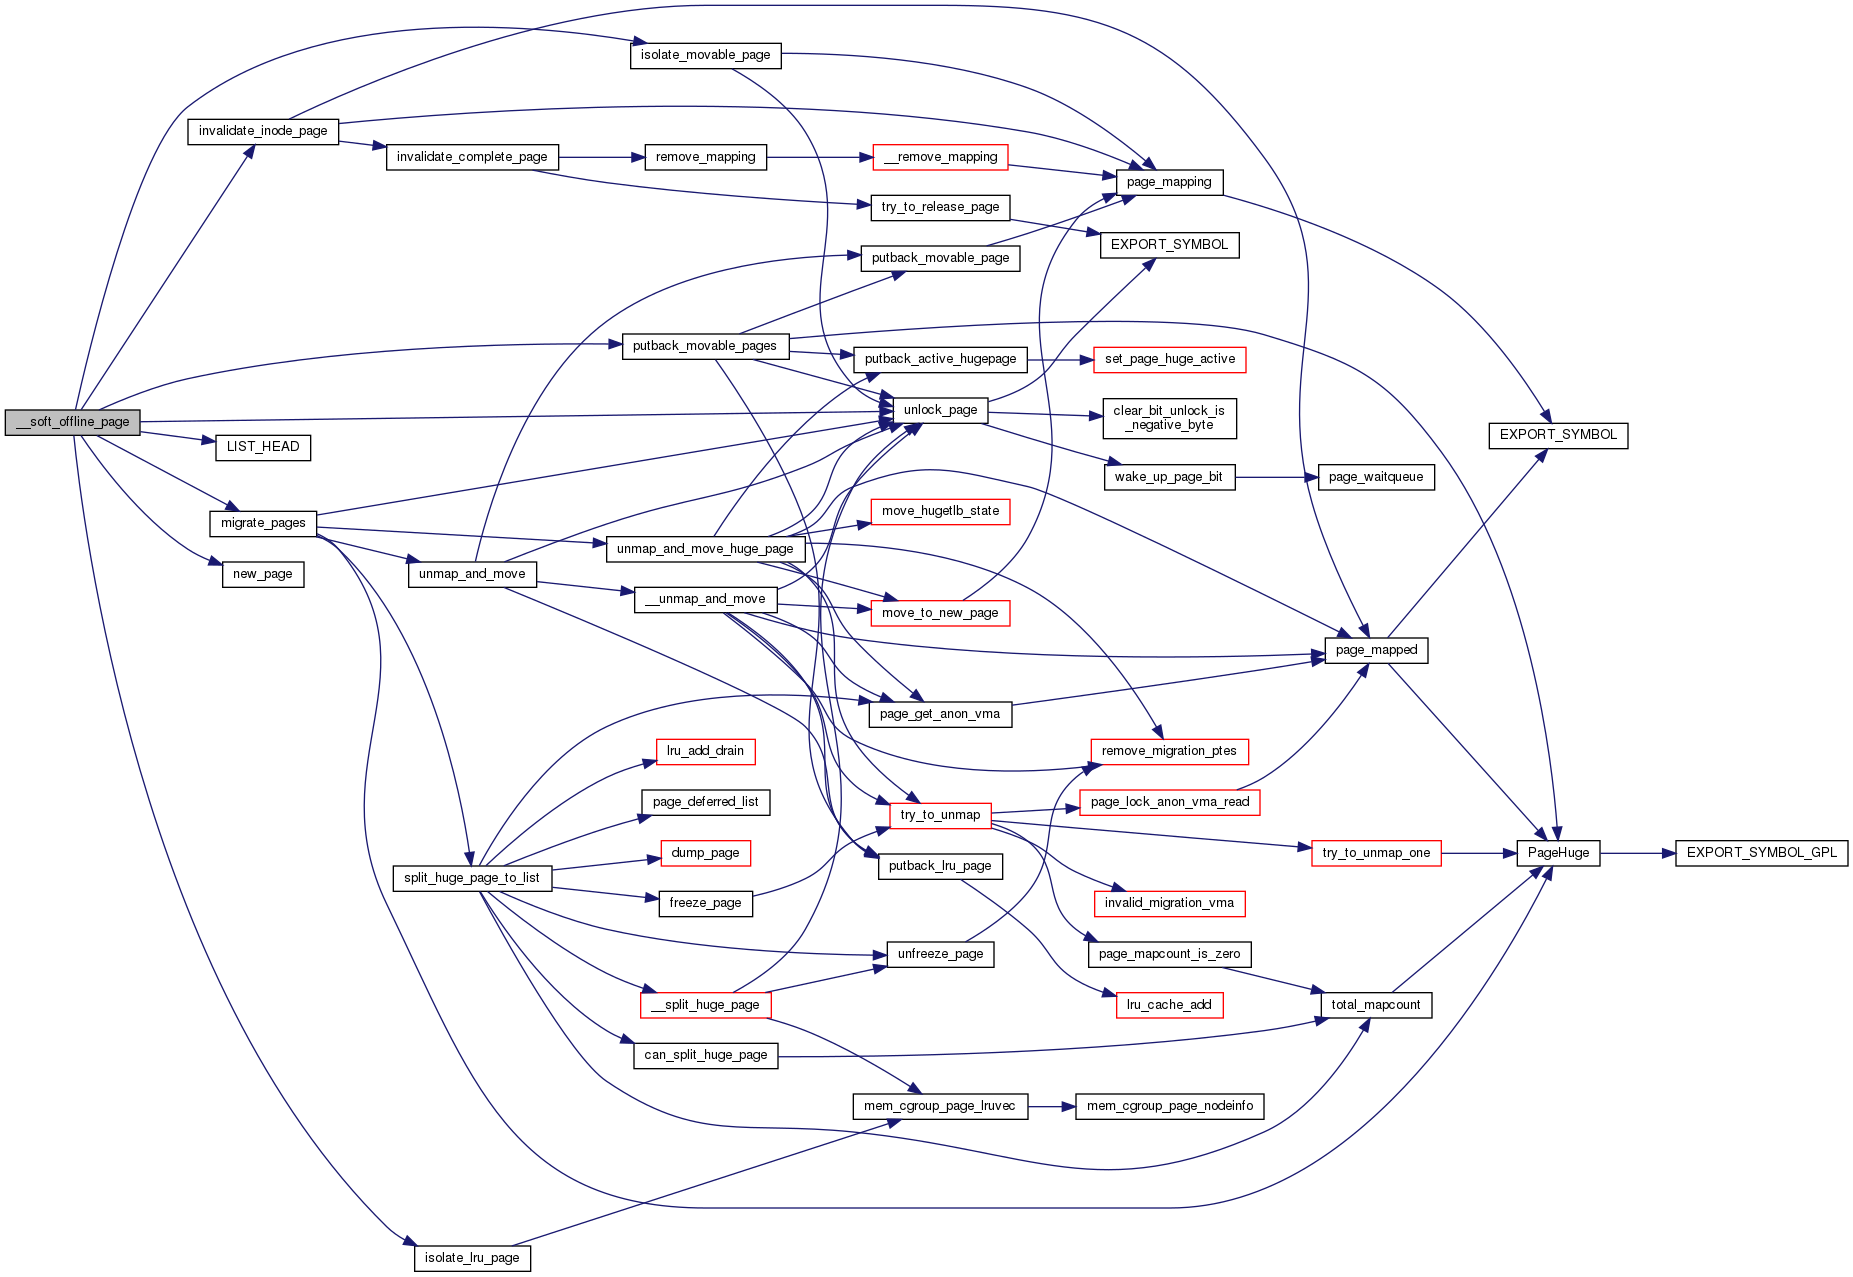 isolate_movable_page
invalidate_inode_page
invalidate_complete_page
remove_mapping
__remove_mapping
page_mapping
try_to_release_page
EXPORT_SYMBOL
putback_movable_page
putback_movable_pages
putback_active_hugepage
set_page_huge_active
__soft_offline_page
unlock_page
clear_bit_unlock_is
_negative_byte
EXPORT_SYMBOL
LIST_HEAD
wake_up_page_bit
page_waitqueue
migrate_pages
move_hugetlb_state
unmap_and_move_huge_page
new_page
unmap_and_move
__unmap_and_move
move_to_new_page
page_mapped
page_get_anon_vma
lru_add_drain
remove_migration_ptes
page_deferred_list
page_lock_anon_vma_read
try_to_unmap
dump_page
try_to_unmap_one
PageHuge
EXPORT_SYMBOL_GPL
putback_lru_page
split_huge_page_to_list
freeze_page
invalid_migration_vma
unfreeze_page
page_mapcount_is_zero
__split_huge_page
lru_cache_add
total_mapcount
can_split_huge_page
mem_cgroup_page_lruvec
mem_cgroup_page_nodeinfo
isolate_lru_page